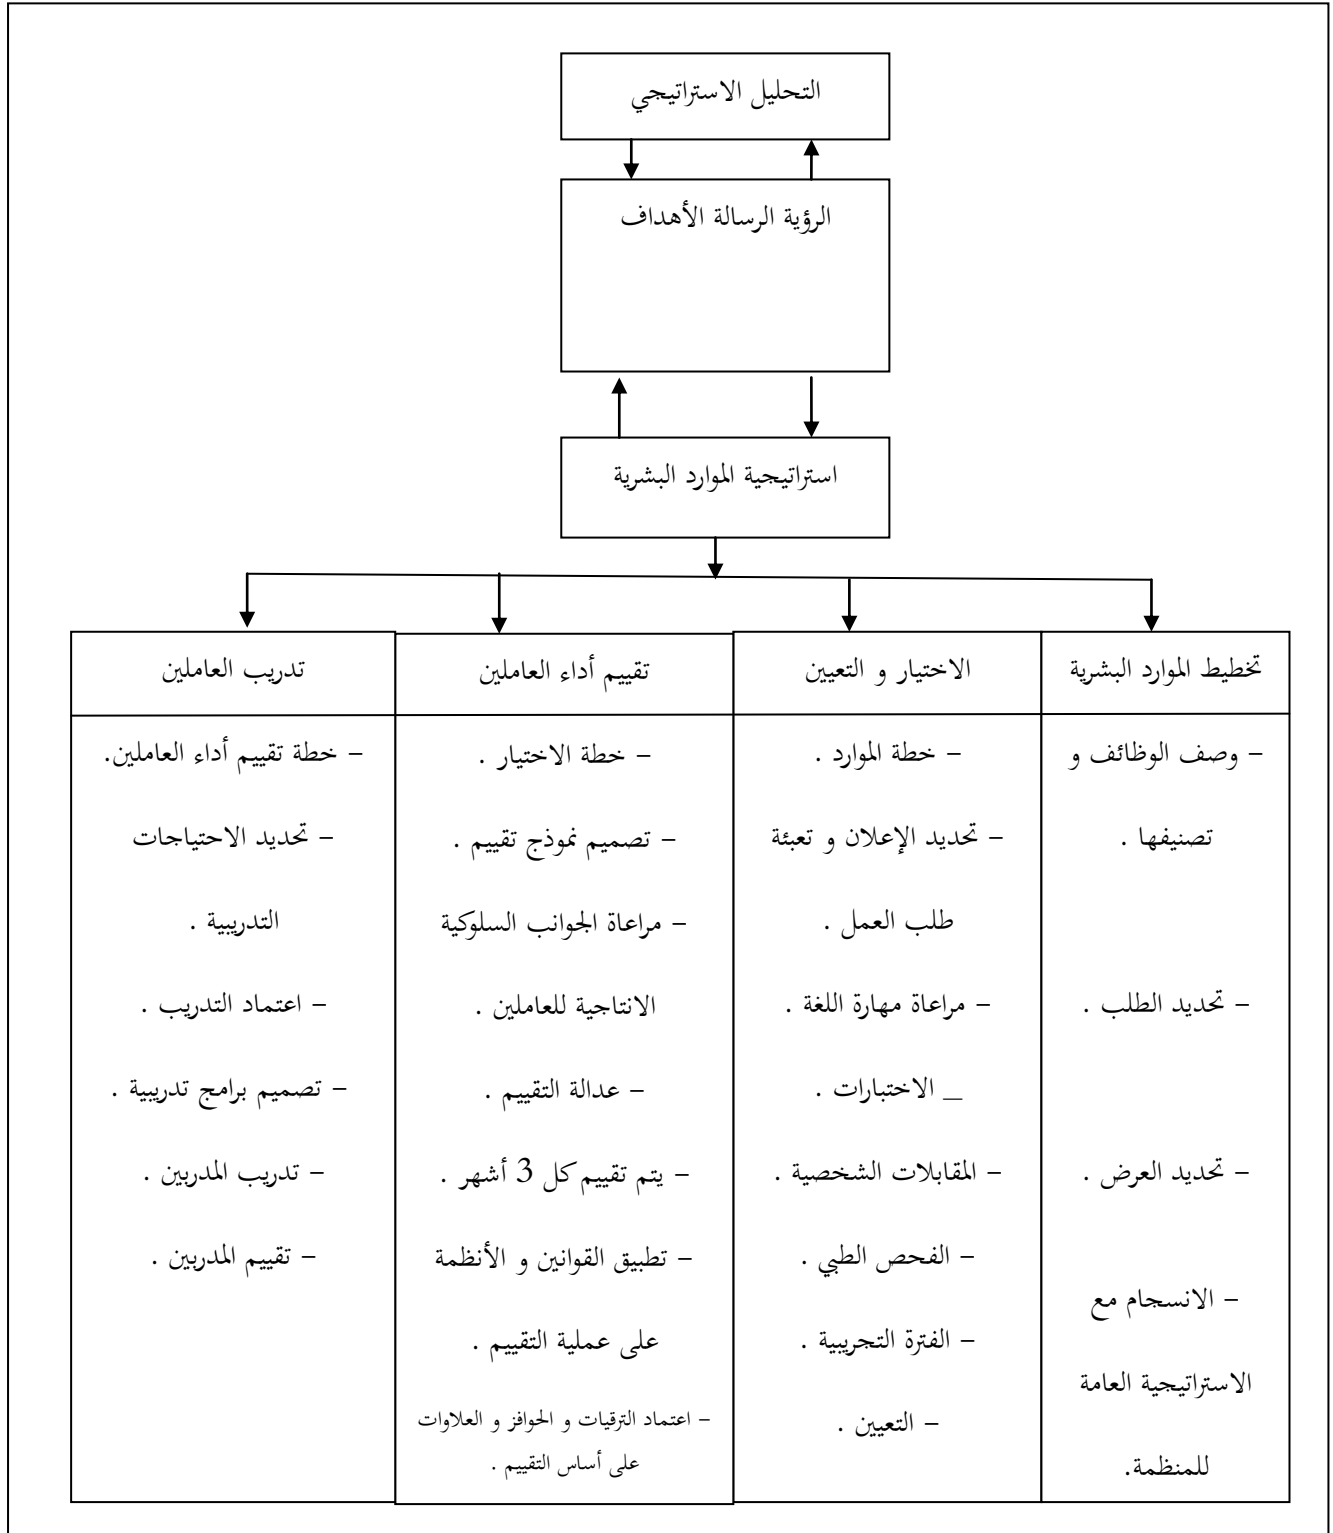 التحليل الاستراتيجي
الرؤية الرسالة الأهداف
استراتيجية الموارد البشرية
تخطيط الموارد البشرية
– وصف الوظائف و
تصنيفها .
– تحديد الطلب .
– تحديد العرض .
– الانسجام مع
الاستراتيجية العامة
للمنظمة.
الاختيار و التعيين
– خطة الموارد .
– تحديد الإعلان و تعبئة
طلب العمل .
– مراعاة مهارة اللغة .
_ الاختبارات .
– المقابلات الشخصية .
– الفحص الطبي .
– الفترة التجريبية .
– التعيين .
تقييم أداء العاملين
– خطة الاختيار .
– تصميم نموذج تقييم .
– مراعاة الجوانب السلوكية
الانتاجية للعاملين .
– عدالة التقييم .
– يتم تقييم كل 3 أشهر .
– تطبيق القوانين و الأنظمة
على عملية التقييم .
– اعتماد الترقيات و الحوافز و العلاوات
على أساس التقييم .
تدريب العاملين
– خطة تقييم أداء العاملين.
– تحديد الاحتياجات
التدريبية .
– اعتماد التدريب .
– تصميم برامج تدريبية .
– تدريب المدربين .
– تقييم المدربين .